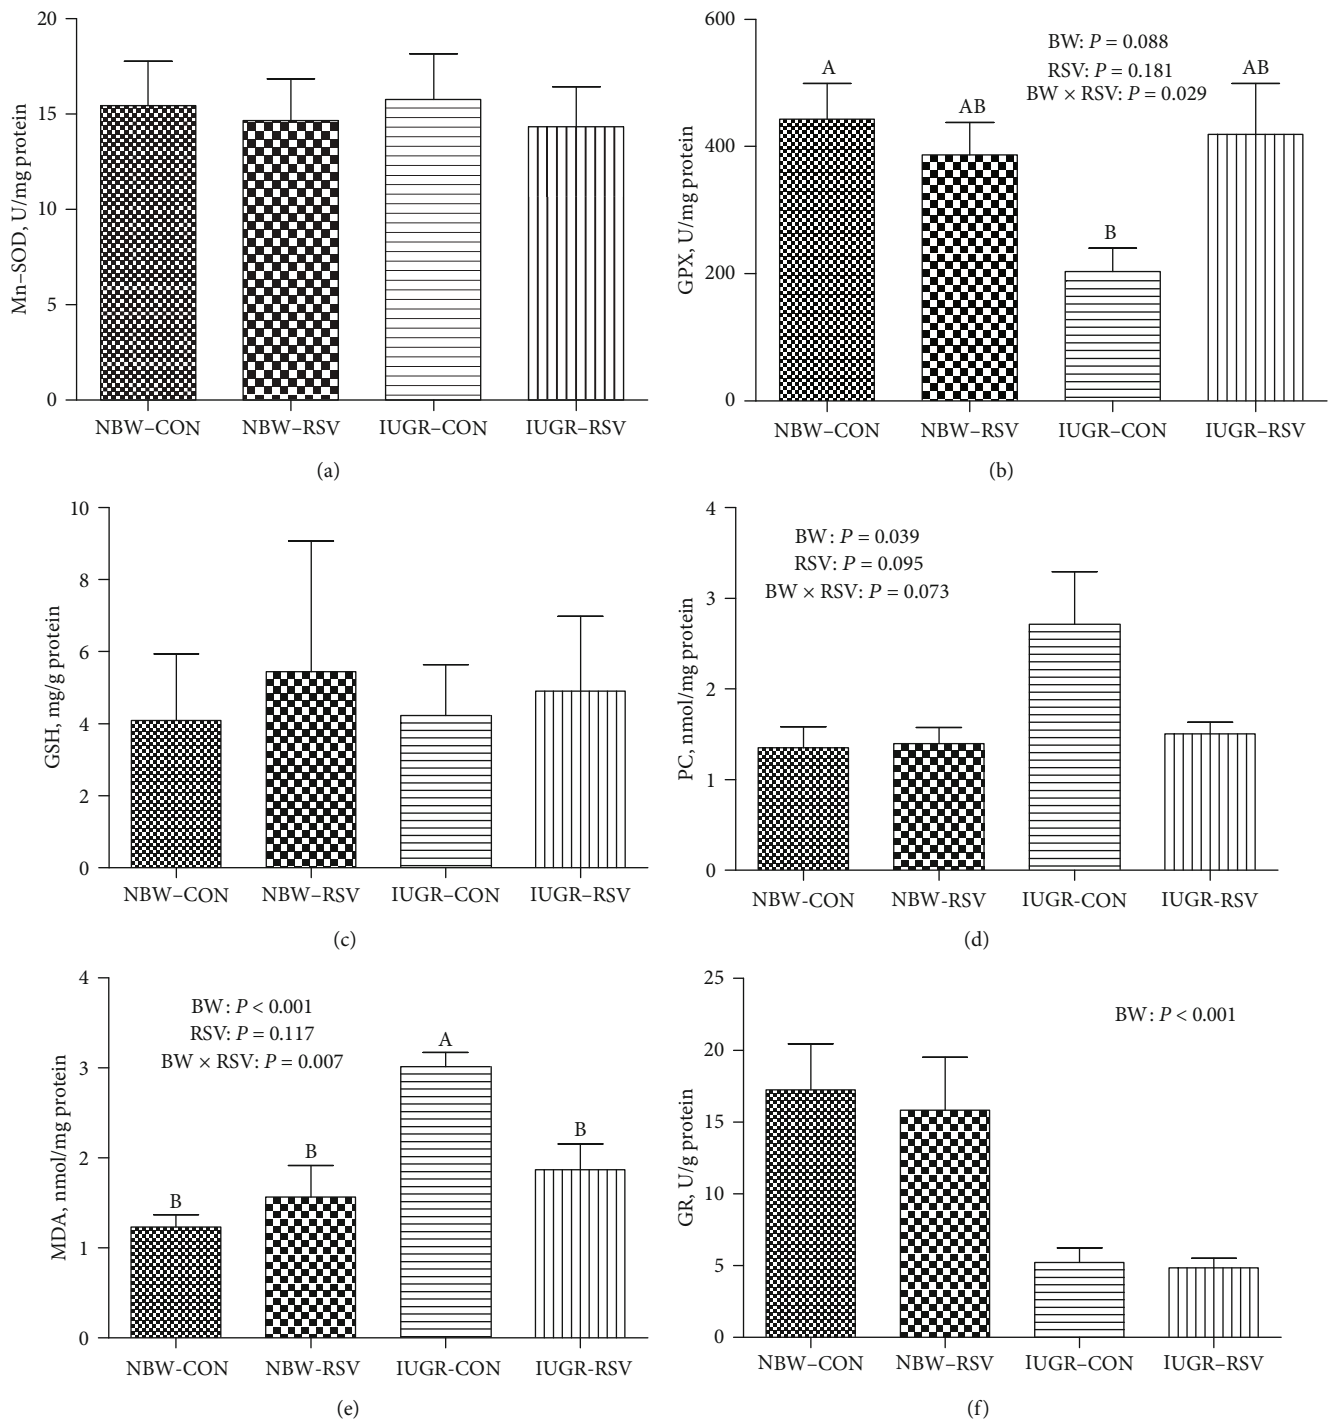 20
15
10
5
0
Mn–SOD, U/mg protein
NBW–CON NBW–RSV IUGR–CON IUGR–RSV
(a)
600
400
200
0
GPX, U/mg protein
BW: P = 0.088
RSV: P = 0.181
BW × RSV: P = 0.029
A
AB
B
AB
NBW–CON NBW–RSV IUGR–CON IUGR–RSV
(b)
10
8
6
4
2
0
GSH, mg/g protein
NBW–CON NBW–RSV IUGR–CON IUGR–RSV
(c)
4
3
2
1
0
PC, nmol/mg protein
BW: P = 0.039
RSV: P = 0.095
BW × RSV: P = 0.073
NBW-CON NBW-RSV IUGR-CON IUGR-RSV
(d)
4
3
2
1
0
MDA, nmol/mg protein
BW: P < 0.001
RSV: P = 0.117
BW × RSV: P = 0.007
B
B
A
B
NBW-CON NBW-RSV IUGR-CON IUGR-RSV
(e)
25
20
15
10
5
0
GR, U/g protein
BW: P < 0.001
NBW–CON NBW–RSV IUGR–CON IUGR–RSV
(f)